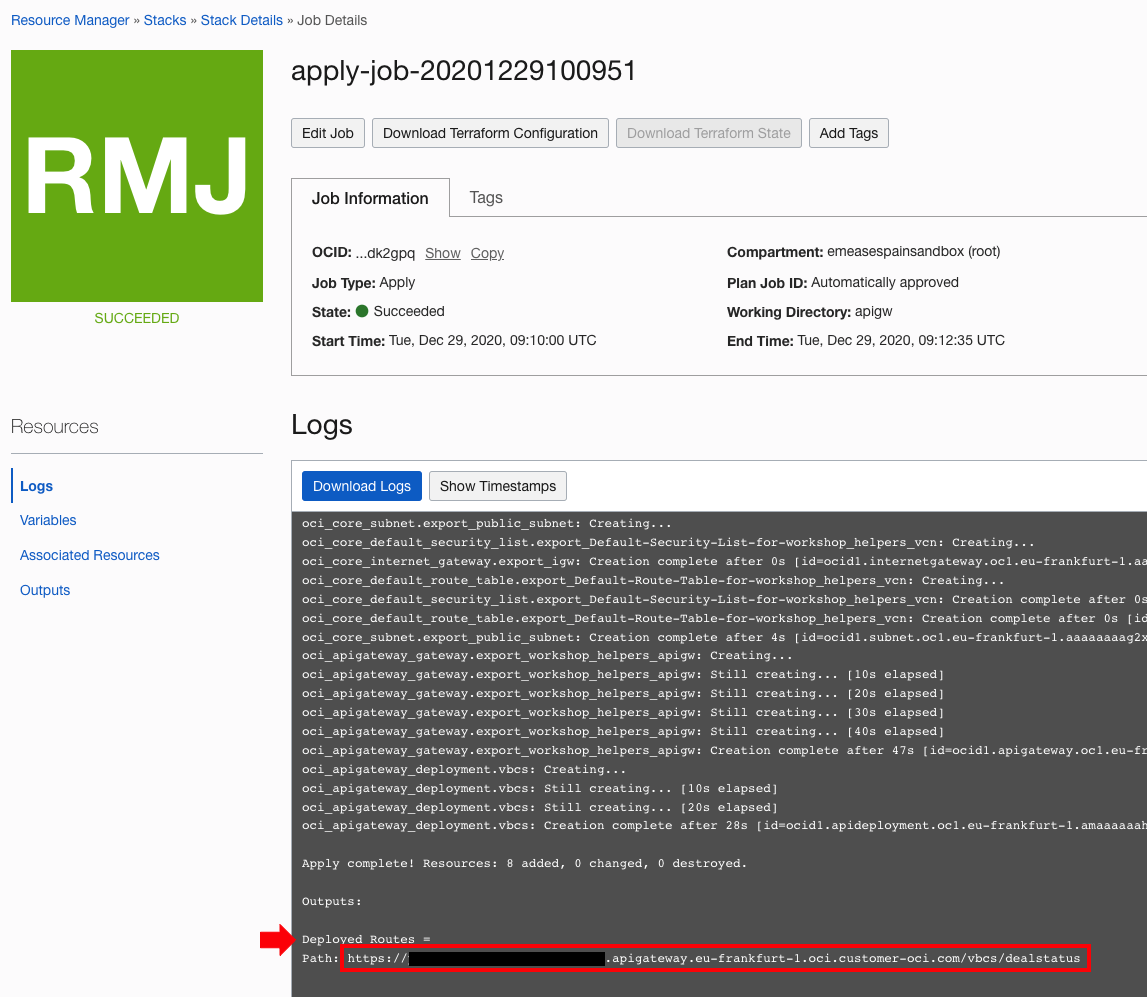 Resource Manager » Stacks » Stack Details » Job Details
RMJ
SUCCEEDED
apply-job-20201229100951
Edit Job Download Terraform Configuration Download Terraform State Add Tags
Job Information Tags
OCID: ...dk2gpq Show Copy
Compartment: emeasespainsandbox (root)
Job Type: Apply
Plan Job ID: Automatically approved
State: Succeeded
Working Directory: apigw
Start Time: Tue, Dec 29, 2020, 09:10:00 UTC
End Time: Tue, Dec 29, 2020, 09:12:35 UTC
Resources
Logs
Variables
Associated Resources
Outputs
Logs
Download Logs Show Timestamps
oci_core_subnet.export_public_subnet: Creating...
oci_core_default_security_list.export_Default-Security-List-for-workshop_helpers_vcn: Creating...
oci_core_internet_gateway.export_igw: Creation complete after 0s [id=ocid1.internetgateway.oc1.eu-frankfurt-1.aa
oci_core_default_route_table.export_Default-Route-Table-for-workshop_helpers_vcn: Creating...
oci_core_default_security_list.export_Default-Security-List-for-workshop_helpers_vcn: Creation complete after 0s
oci_core_default_route_table.export_Default-Route-Table-for-workshop_helpers_vcn: Creation complete after 0s [id
oci_core_subnet.export_public_subnet: Creation complete after 4s [id=ocid1.subnet.oc1.eu-frankfurt-1.aaaaaaaag2x
oci_apigateway_gateway.export_workshop_helpers_apigw: Creating...
oci_apigateway_gateway.export_workshop_helpers_apigw: Still creating... [10s elapsed]
oci_apigateway_gateway.export_workshop_helpers_apigw: Still creating... [20s elapsed]
oci_apigateway_gateway.export_workshop_helpers_apigw: Still creating... [30s elapsed]
oci_apigateway_gateway.export_workshop_helpers_apigw: Still creating... [40s elapsed]
oci_apigateway_gateway.export_workshop_helpers_apigw: Creation complete after 47s [id=ocid1.apigateway.oc1.eu-fr
oci_apigateway_deployment.vbcs: Creating...
oci_apigateway_deployment.vbcs: Still creating... [10s elapsed]
oci_apigateway_deployment.vbcs: Still creating... [20s elapsed]
oci_apigateway_deployment.vbcs: Creation complete after 28s [id=ocid1.apideployment.oc1.eu-frankfurt-1.amaaaaaah
Apply complete! Resources: 8 added, 0 changed, 0 destroyed.
Outputs:
Deployed Routes =
Path: https://.apigateway.eu-frankfurt-1.oci.customer-oci.com/vbcs/dealstatus